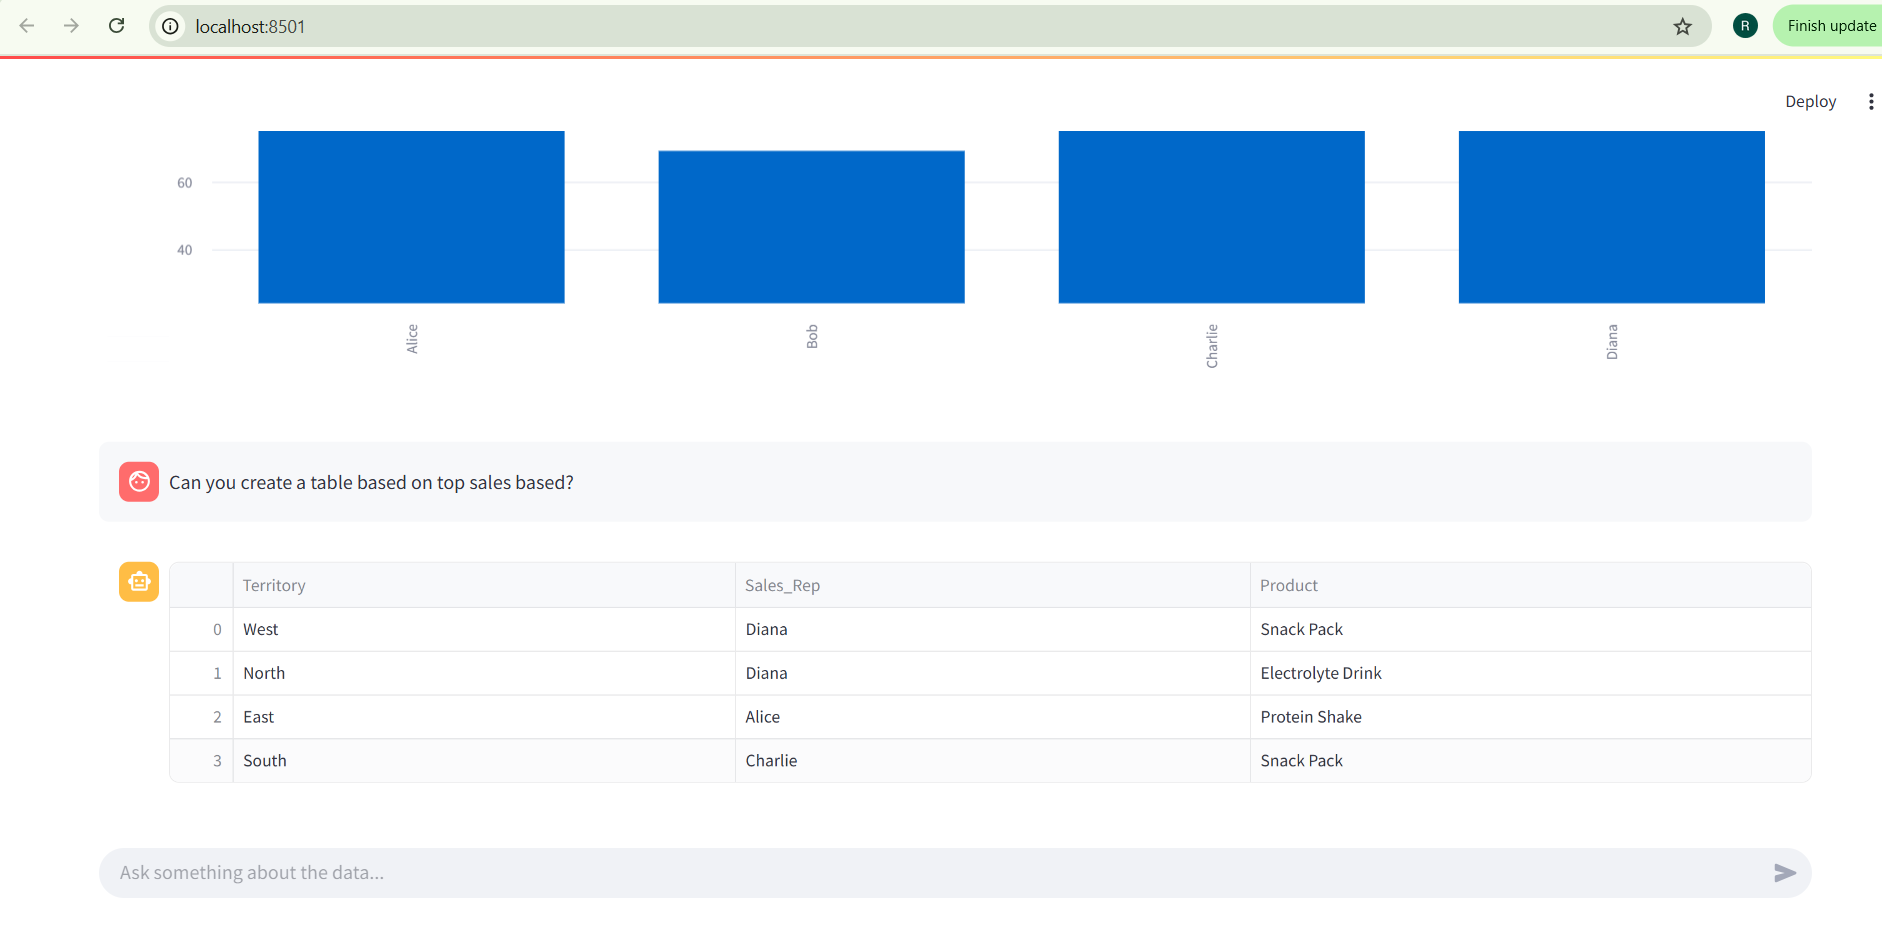 localhost:8501
R
Finish update
Deploy
60
40
Alice
Bob
Charlie
Diana
Can you create a table based on top sales based?
Territory Sales_Rep Product
0 West Diana Snack Pack
1 North Diana Electrolyte Drink
2 East Alice Protein Shake
3 South Charlie Snack Pack
Ask something about the data...